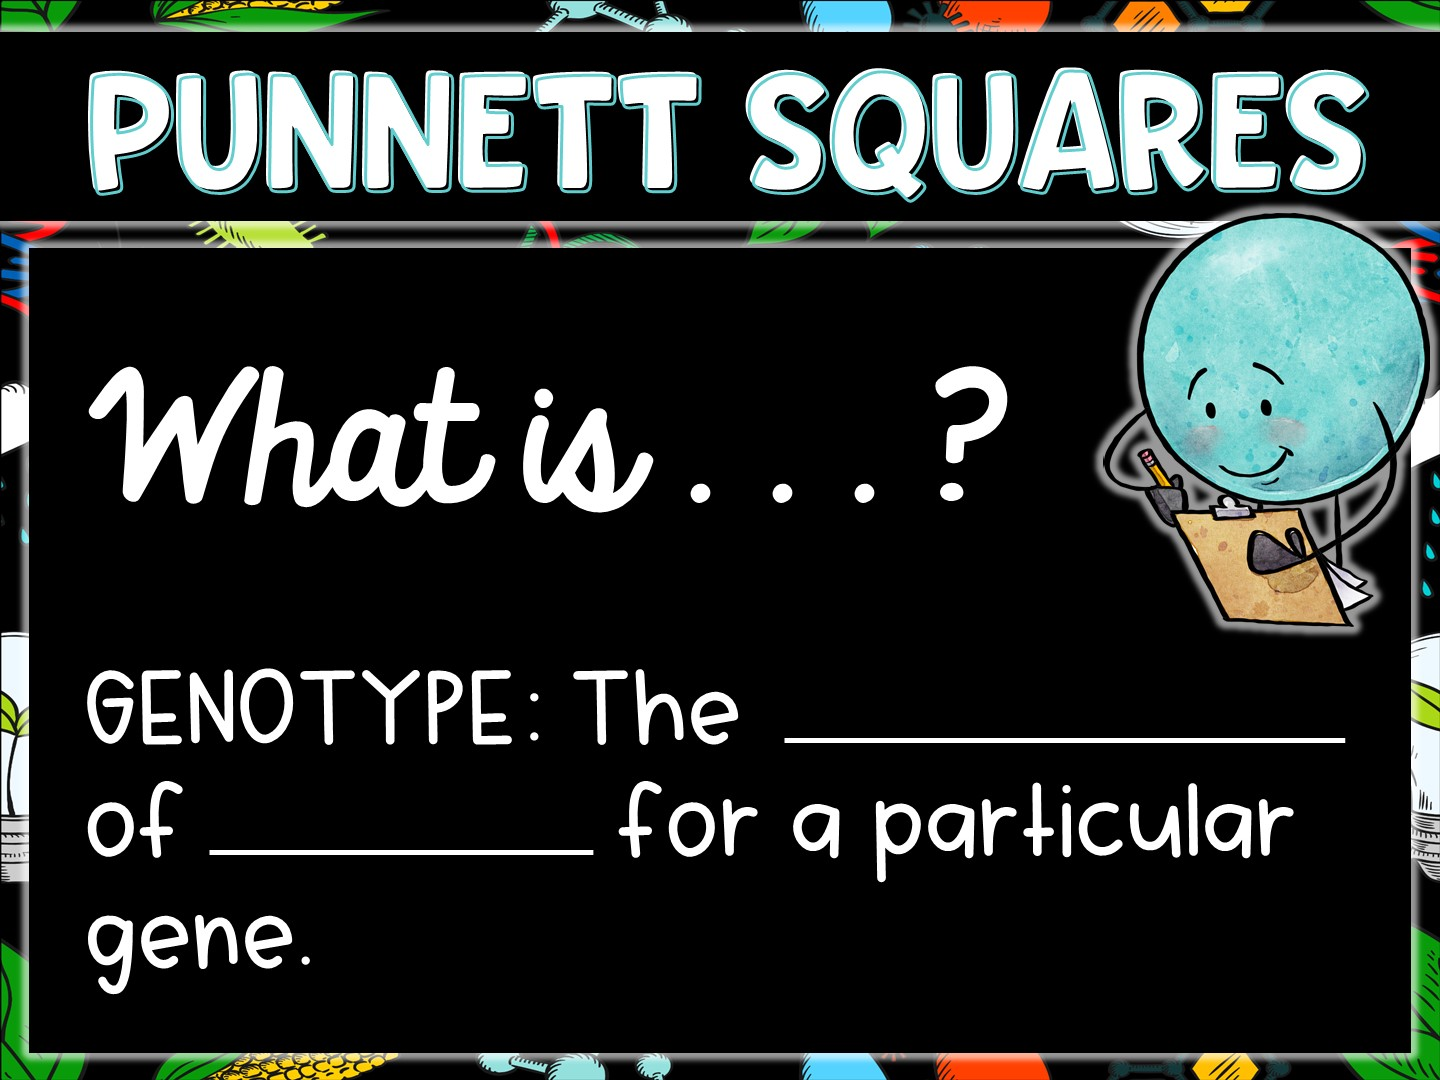 PUNNETT SQUARES
What is . . . ?
GENOTYPE: The ____________
of ________ for a particular
gene.